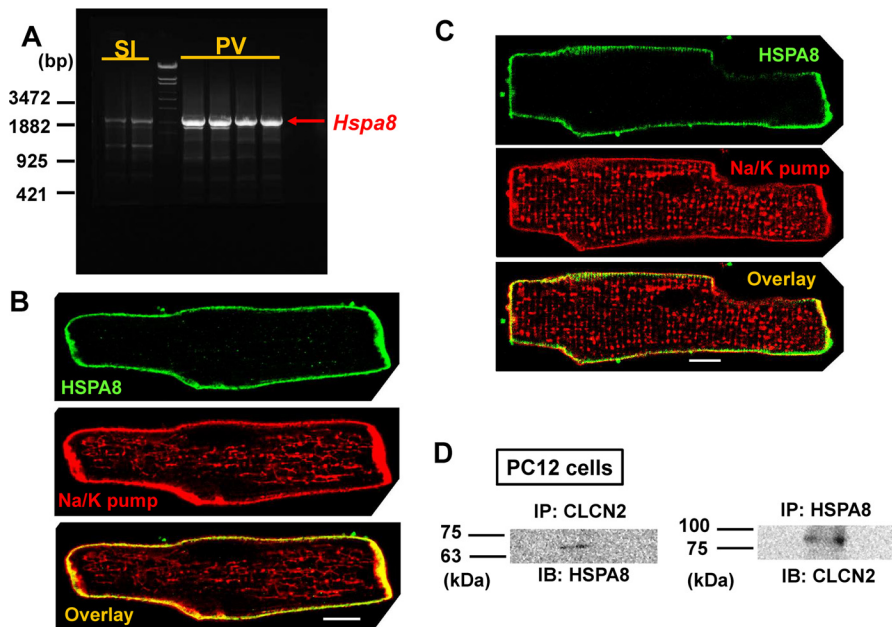 A
SI
PV
(bp)
3472
1882
925
421
Hspa8
B
HSPA8
Na/K pump
Overlay
C
HSPA8
Na/K pump
Overlay
D
PC12 cells
IP: CLCN2
75
63
(kDa)
IB: HSPA8
IP: HSPA8
100
75
(kDa)
IB: CLCN2